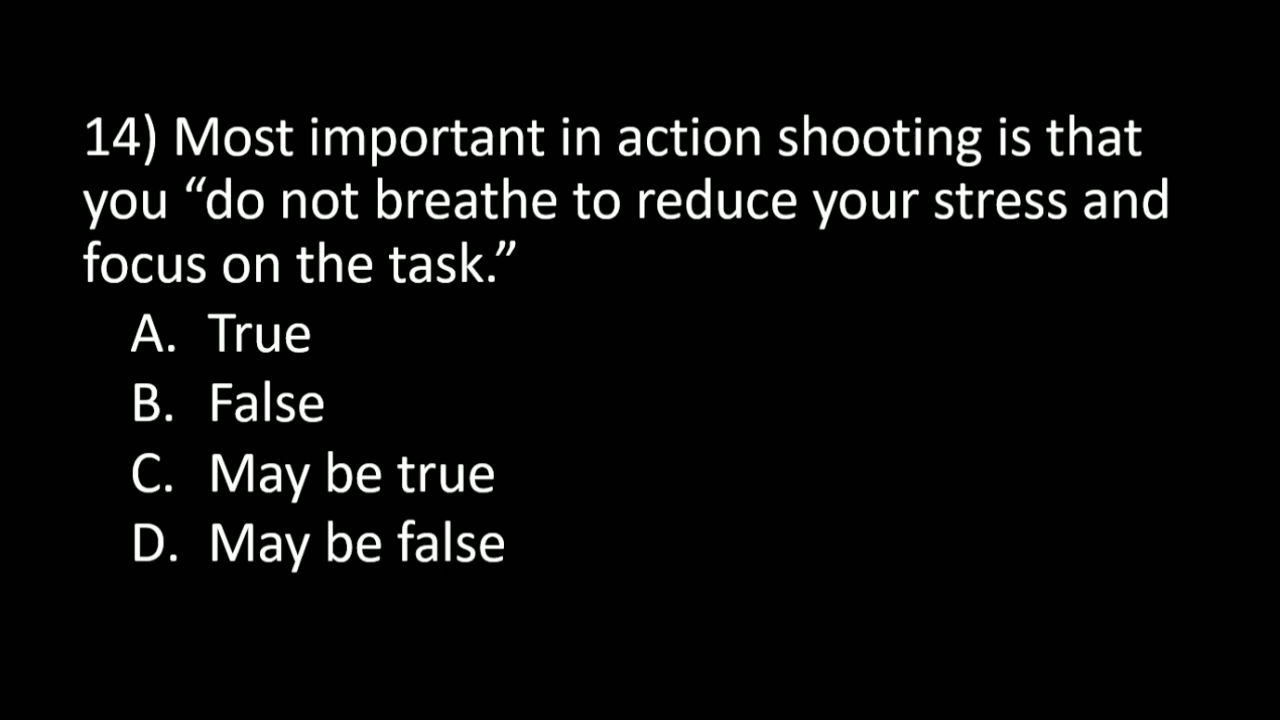 14) Most important in action shooting is that
you “do not breathe to reduce your stress and
focus on the task.”
A. True
B. False
C. May be true
D. May be false